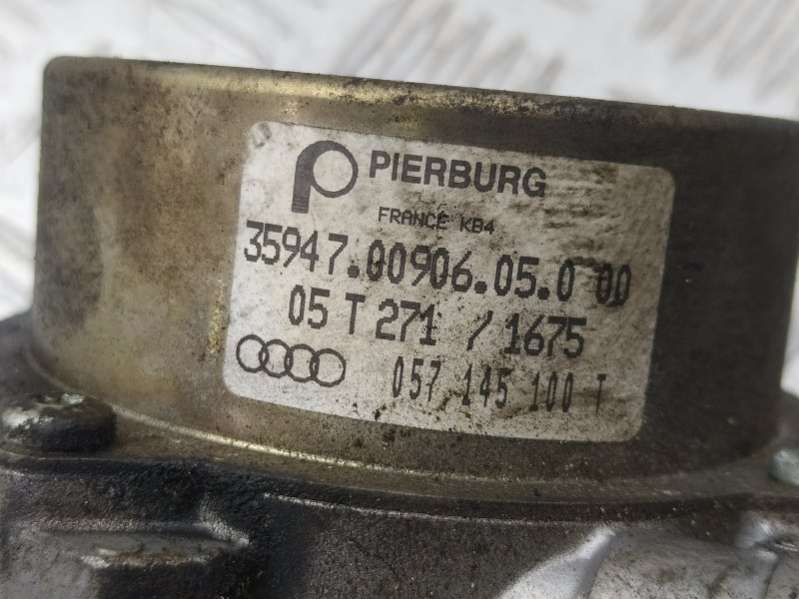 PIERBURG
FRANCE KB4
35947.00906.05.0 00
05 T 271 / 1675
057 145 100 T